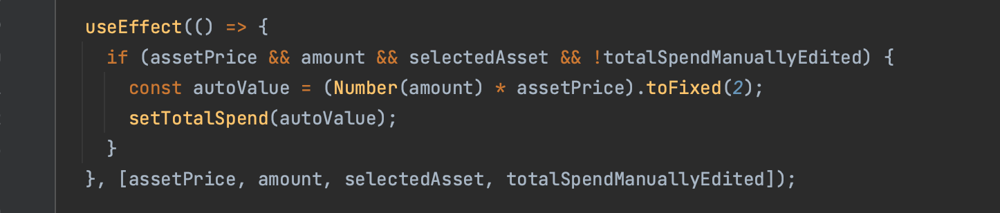 useEffect(() => {
if (assetPrice && amount && selectedAsset && !totalSpendManuallyEdited) {
const autoValue = (Number(amount) * assetPrice).toFixed(2);
setTotalSpend(autoValue);
}
}, [assetPrice, amount, selectedAsset, totalSpendManuallyEdited]);